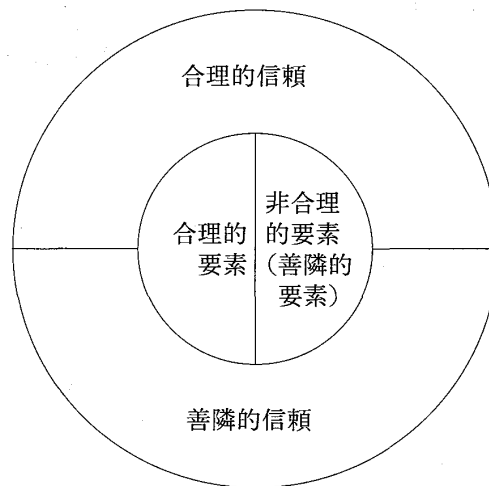 合理的信頼
合理的
要素
非合理
的要素
（善隣的
要素）
善隣的信頼